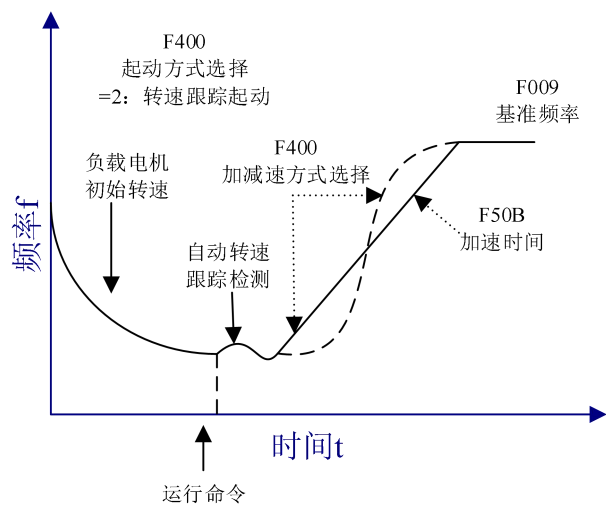 F400
起动方式选择
=2：转速跟踪起动
F009
基准频率
F400
加减速方式选择
负载电机
初始转速
F50B
加速时间
自动转速
跟踪检测
频率f
时间t
运行命令